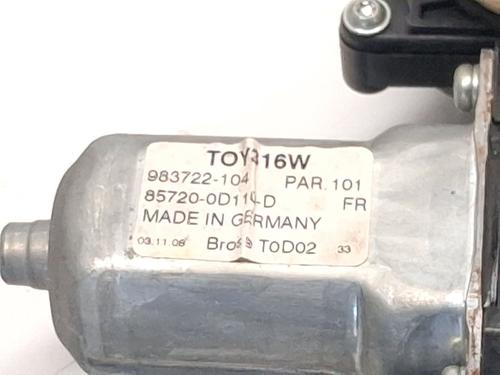 TOY316W
983722-104 PAR. 101
85720-0D110-D FR
MADE IN GERMANY
03.11.08 Brose T0D02 33